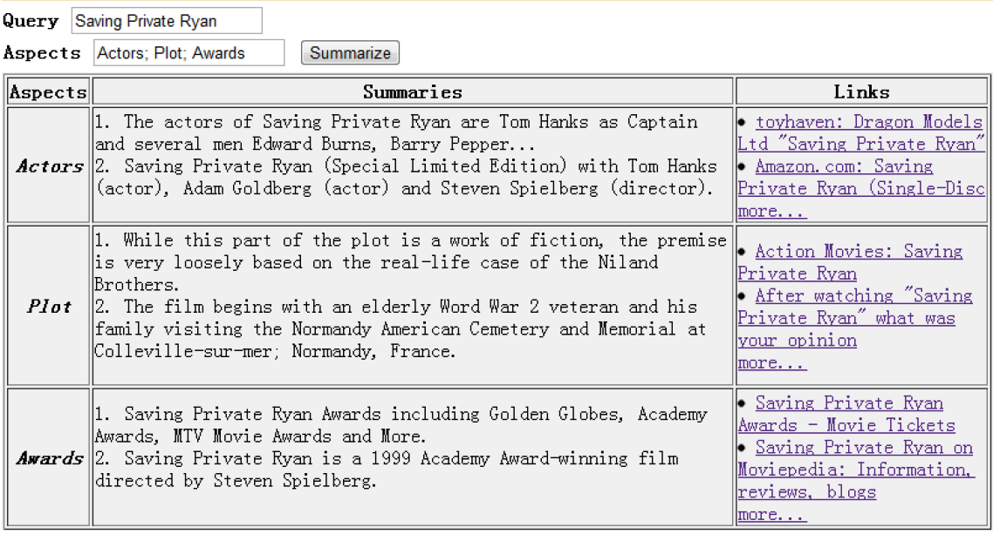 Query Saving Private Ryan
Aspects Actors; Plot; Awards Summarize
Aspects Summaries Links
Actors
1. The actors of Saving Private Ryan are Tom Hanks as Captain
and several men Edward Burns, Barry Pepper...
2. Saving Private Ryan (Special Limited Edition) with Tom Hanks
(actor), Adam Goldberg (actor) and Steven Spielberg (director).
• toyhaven: Dragon Models
Ltd "Saving Private Ryan"
• Amazon.com: Saving
Private Ryan (Single-Disc
more...
Plot
1. While this part of the plot is a work of fiction, the premise
is very loosely based on the real-life case of the Niland
Brothers.
2. The film begins with an elderly Word War 2 veteran and his
family visiting the Normandy American Cemetery and Memorial at
Colleville-sur-mer; Normandy, France.
• Action Movies: Saving
Private Ryan
• After watching "Saving
Private Ryan" what was
your opinion
more...
Awards
1. Saving Private Ryan Awards including Golden Globes, Academy
Awards, MTV Movie Awards and More.
2. Saving Private Ryan is a 1999 Academy Award-winning film
directed by Steven Spielberg.
• Saving Private Ryan
Awards - Movie Tickets
• Saving Private Ryan on
Moviepedia: Information,
reviews, blogs
more...